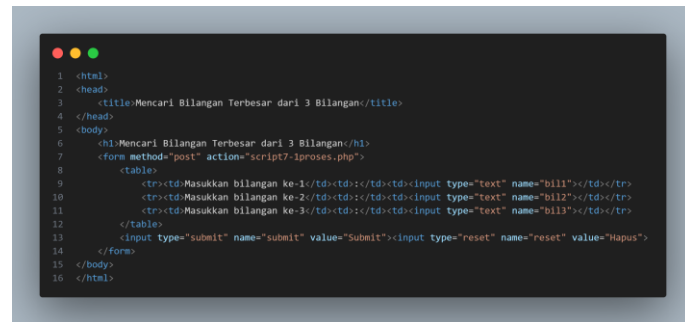 1 <html>
2 <head>
3 <title>Mencari Bilangan Terbesar dari 3 Bilangan</title>
4 </head>
5 <body>
6 <h1>Mencari Bilangan Terbesar dari 3 Bilangan</h1>
7 <form method="post" action="script7-1proses.php">
8 <table>
9 <tr><td>Masukkan bilangan ke-1</td><td>:</td><td><input type="text" name="bil1"></td></tr>
10 <tr><td>Masukkan bilangan ke-2</td><td>:</td><td><input type="text" name="bil2"></td></tr>
11 <tr><td>Masukkan bilangan ke-3</td><td>:</td><td><input type="text" name="bil3"></td></tr>
12 </table>
13 <input type="submit" name="submit" value="Submit"><input type="reset" name="reset" value="Hapus">
14 </form>
15 </body>
16 </html>